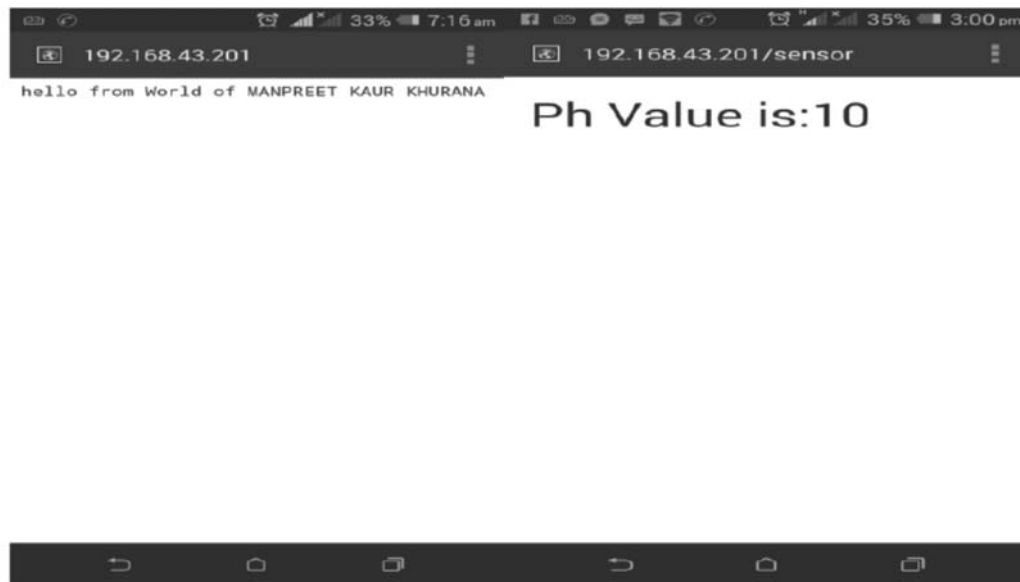 33% 7:16 am
192.168.43.201
hello from World of MANPREET KAUR KHURANA
H 35% 3:00 pm
192.168.43.201/sensor
Ph Value is:10